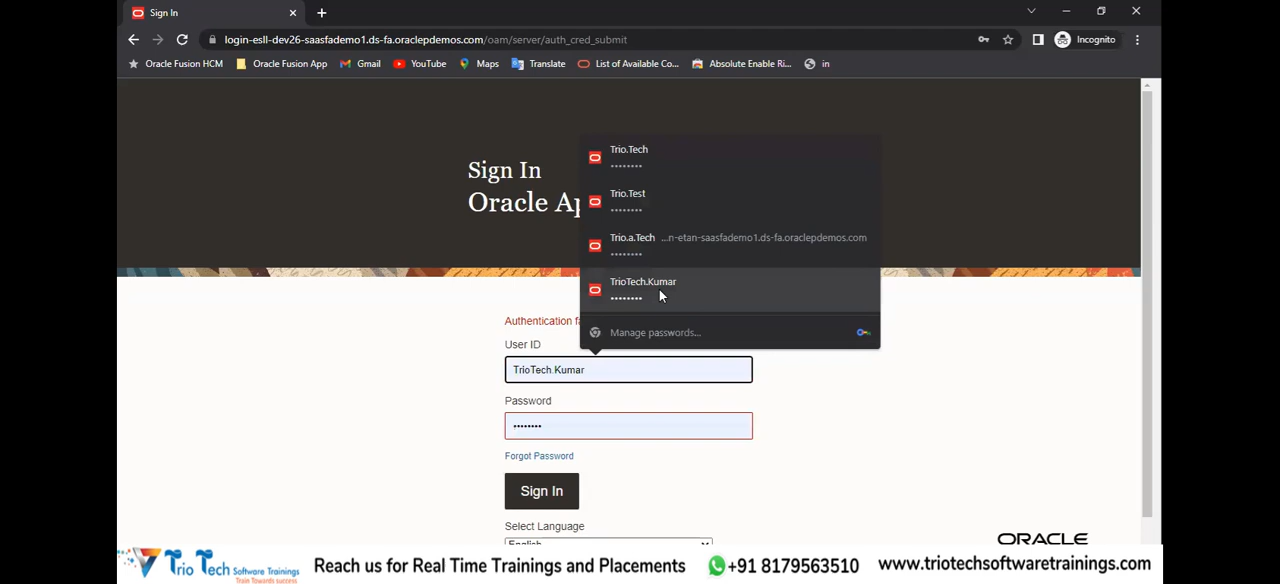 Sign In
login-esll-dev26-saasfademo1.ds-fa.oraclepdemos.com/oam/server/auth_cred_submit
Incognito
Oracle Fusion HCM
Oracle Fusion App
Gmail
YouTube
Maps
Translate
List of Available Co...
Absolute Enable Ri...
in
Sign In
Oracle Ap
Trio.Tech
••••••••
Trio.Test
••••••••
Trio.a.Tech ...n-etan-saasfademo1.ds-fa.oraclepdemos.com
••••••••
TrioTech.Kumar
••••••••
Manage passwords...
Authentication fa
User ID
TrioTech.Kumar
Password
••••••••
Forgot Password
Sign In
Select Language
English
ORACLE
Trio Tech Software Trainings
Train Towards success
Reach us for Real Time Trainings and Placements
+91 8179563510
www.triotechsoftwaretrainings.com